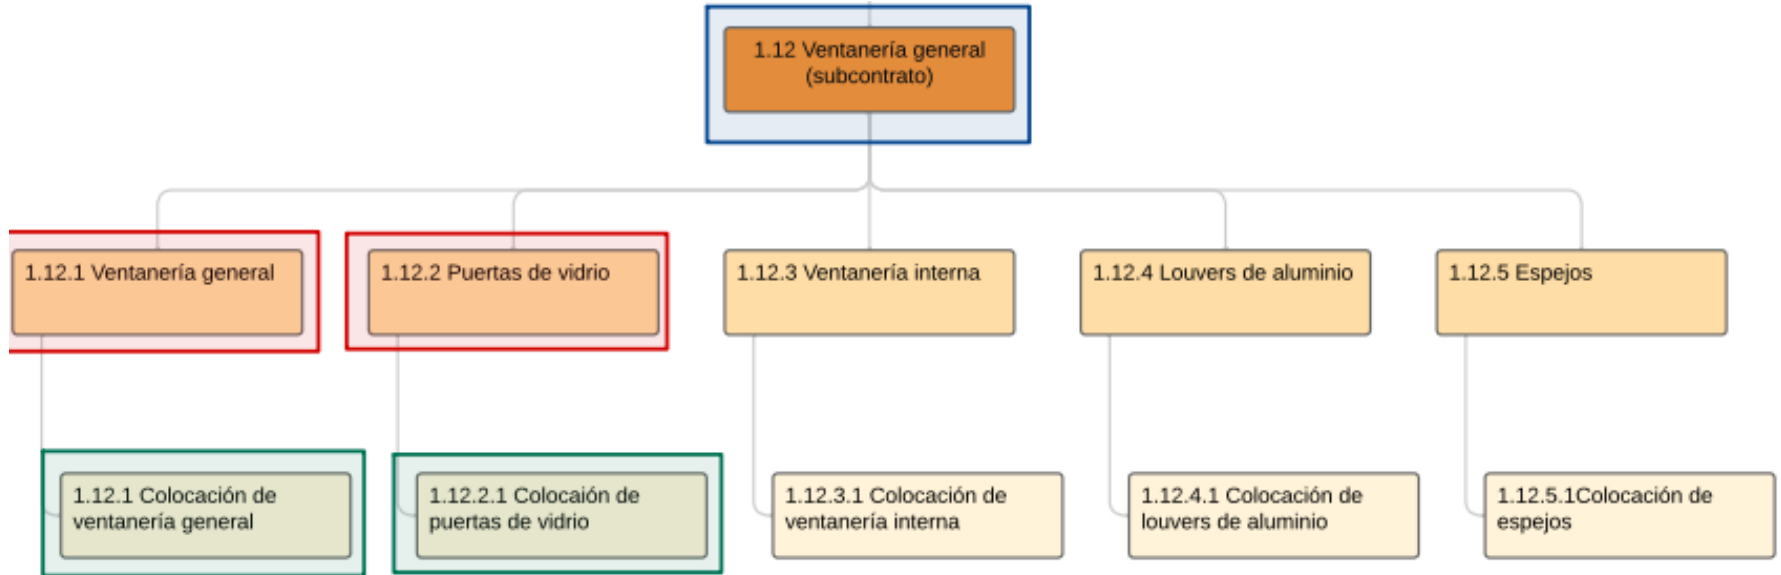 1.12 Ventanería general
(subcontrato)
1.12.1 Ventanería general
1.12.2 Puertas de vidrio
1.12.3 Ventanería interna
1.12.4 Louvers de aluminio
1.12.5 Espejos
1.12.1 Colocación de
ventanería general
1.12.2.1 Colocaión de
puertas de vidrio
1.12.3.1 Colocación de
ventanería interna
1.12.4.1 Colocación de
louvers de aluminio
1.12.5.1Colocación de
espejos